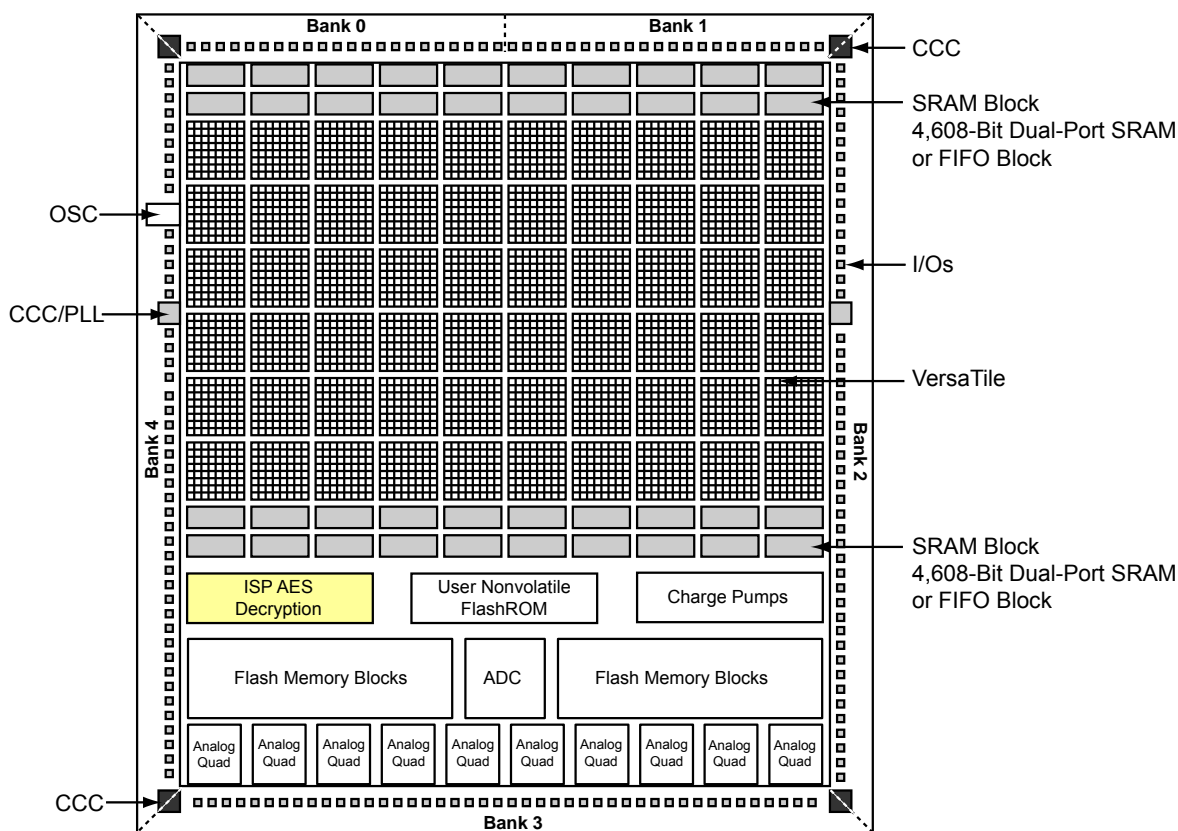 Bank 0
Bank 1
CCC
SRAM Block
4,608-Bit Dual-Port SRAM
or FIFO Block
OSC
I/Os
CCC/PLL
VersaTile
Bank 4
Bank 2
SRAM Block
4,608-Bit Dual-Port SRAM
or FIFO Block
ISP AES
Decryption
User Nonvolatile
FlashROM
Charge Pumps
Flash Memory Blocks
ADC
Flash Memory Blocks
Analog
Quad
Analog
Quad
Analog
Quad
Analog
Quad
Analog
Quad
Analog
Quad
Analog
Quad
Analog
Quad
Analog
Quad
Analog
Quad
CCC
Bank 3